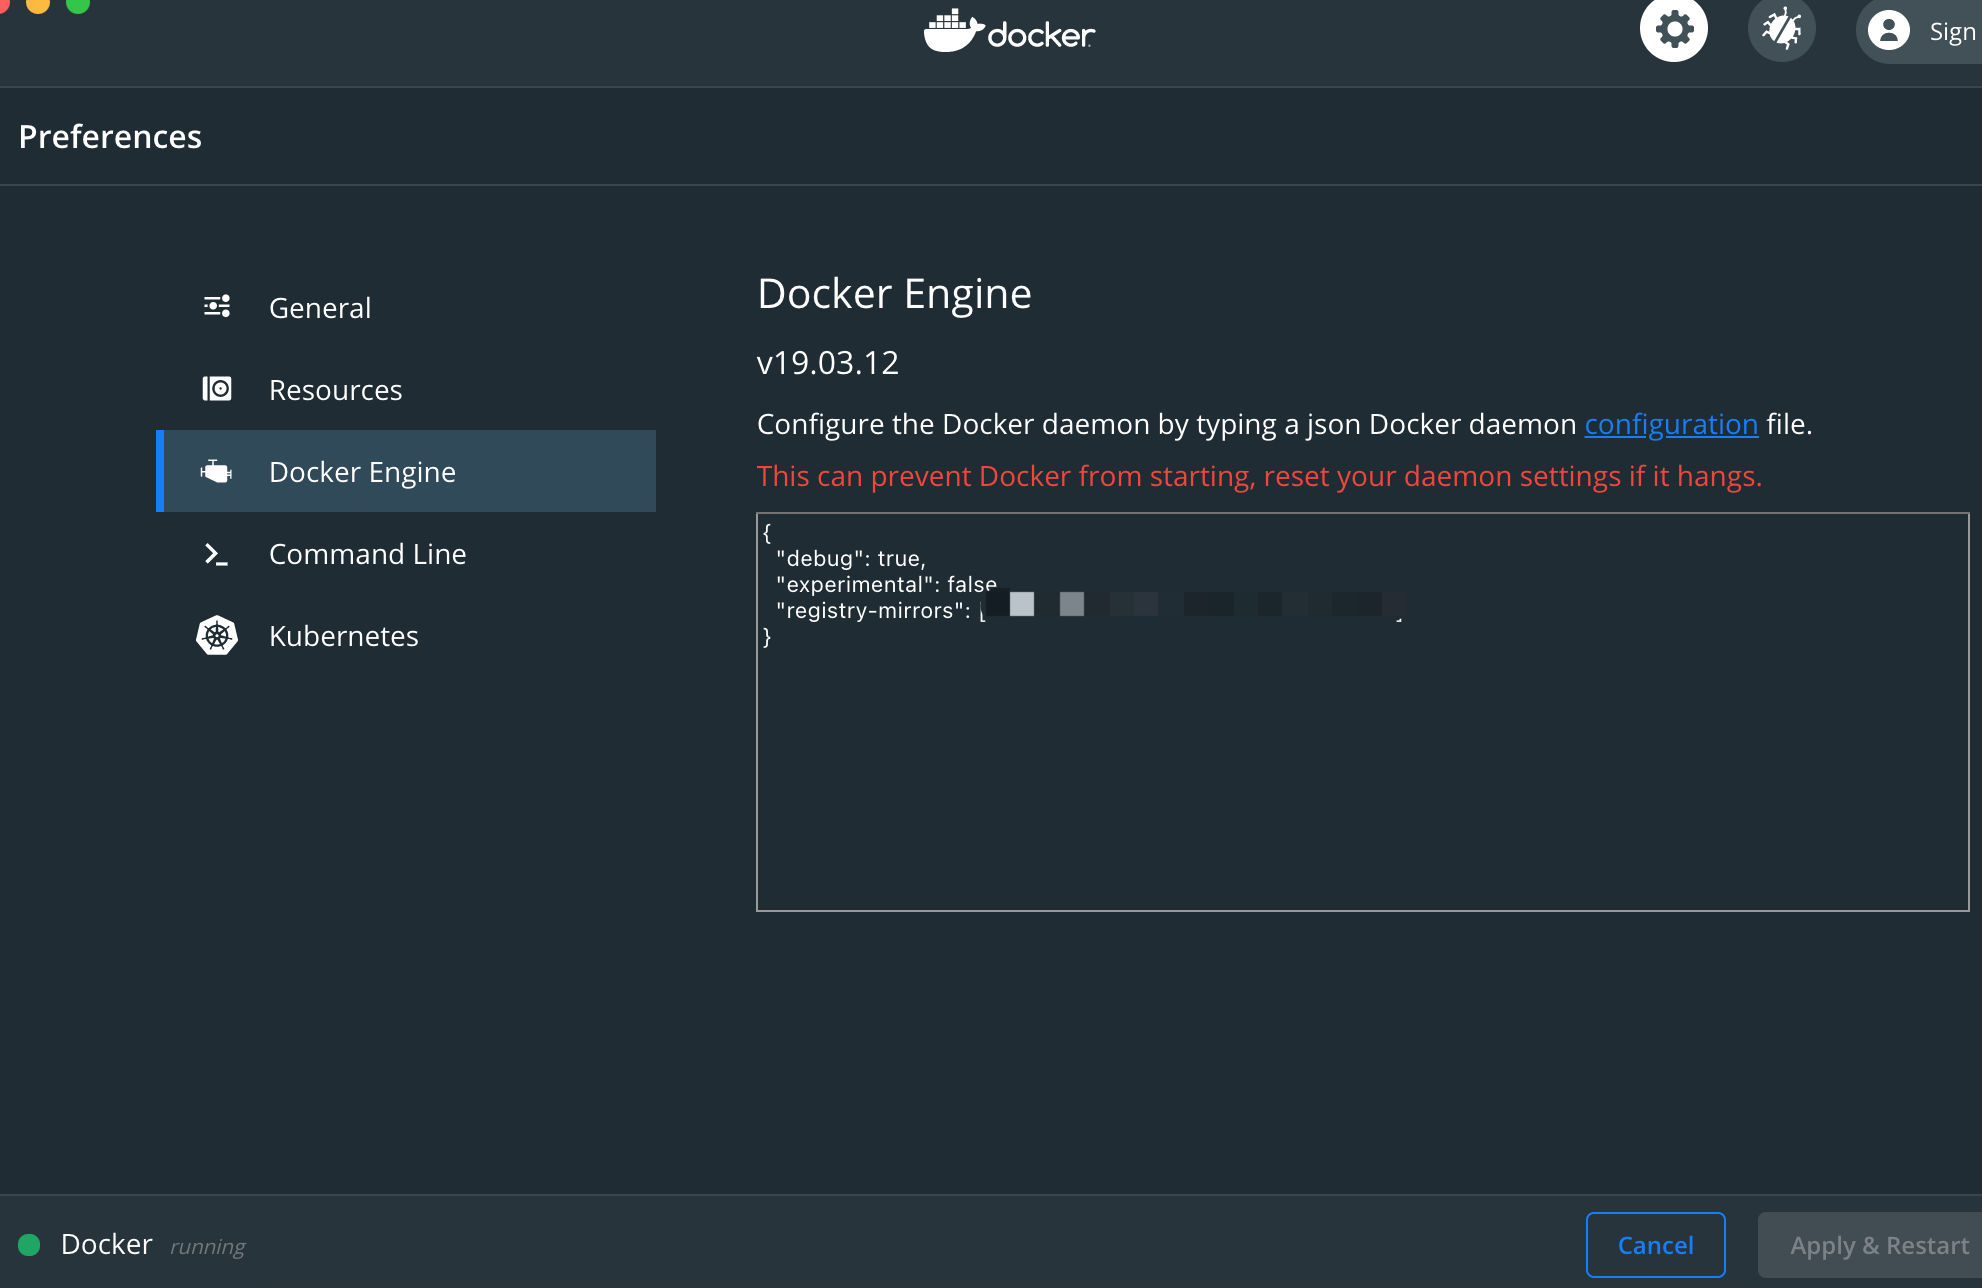 docker
Sign
Preferences
General
Resources
Docker Engine
Command Line
Kubernetes
Docker Engine
v19.03.12
Configure the Docker daemon by typing a json Docker daemon configuration file.
This can prevent Docker from starting, reset your daemon settings if it hangs.
{
"debug": true,
"experimental": false
"registry-mirrors": [ ]
}
Docker running
Cancel
Apply & Restart